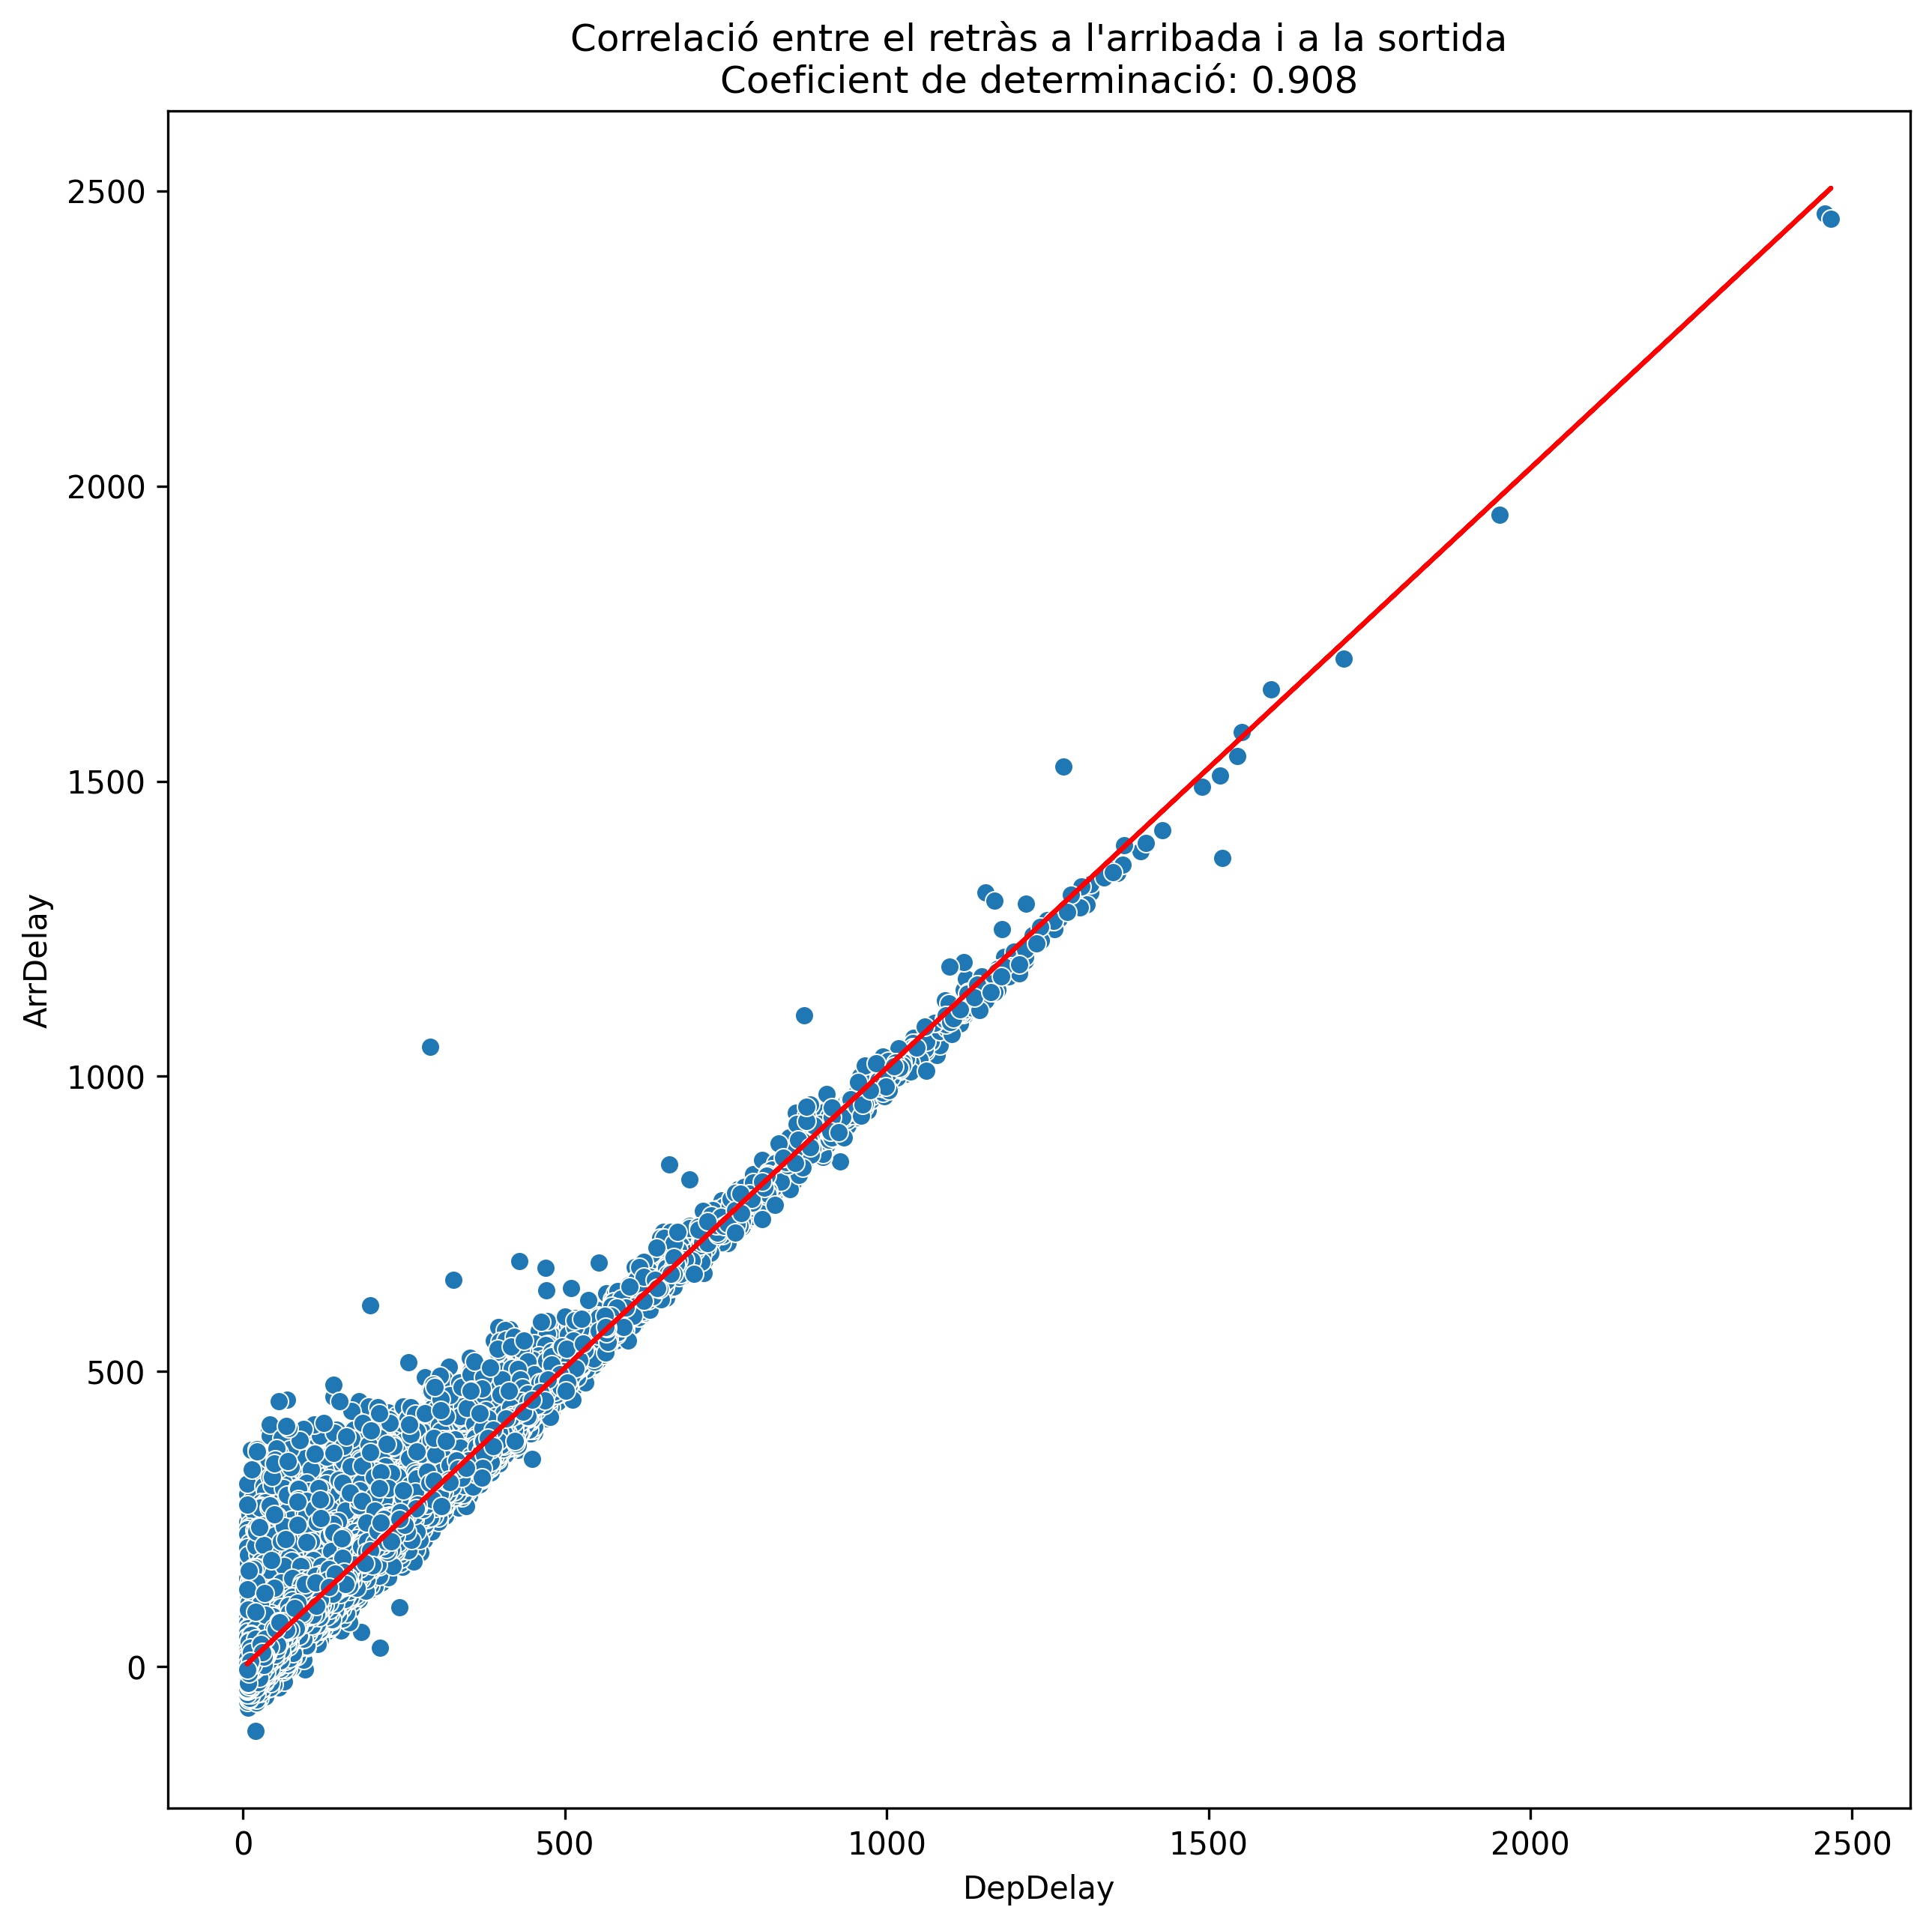 Correlació entre el retràs a l'arribada i a la sortida
Coeficient de determinació: 0.908
2500
2000
1500
1000
500
0
ArrDelay
0 500 1000 1500 2000 2500
DepDelay